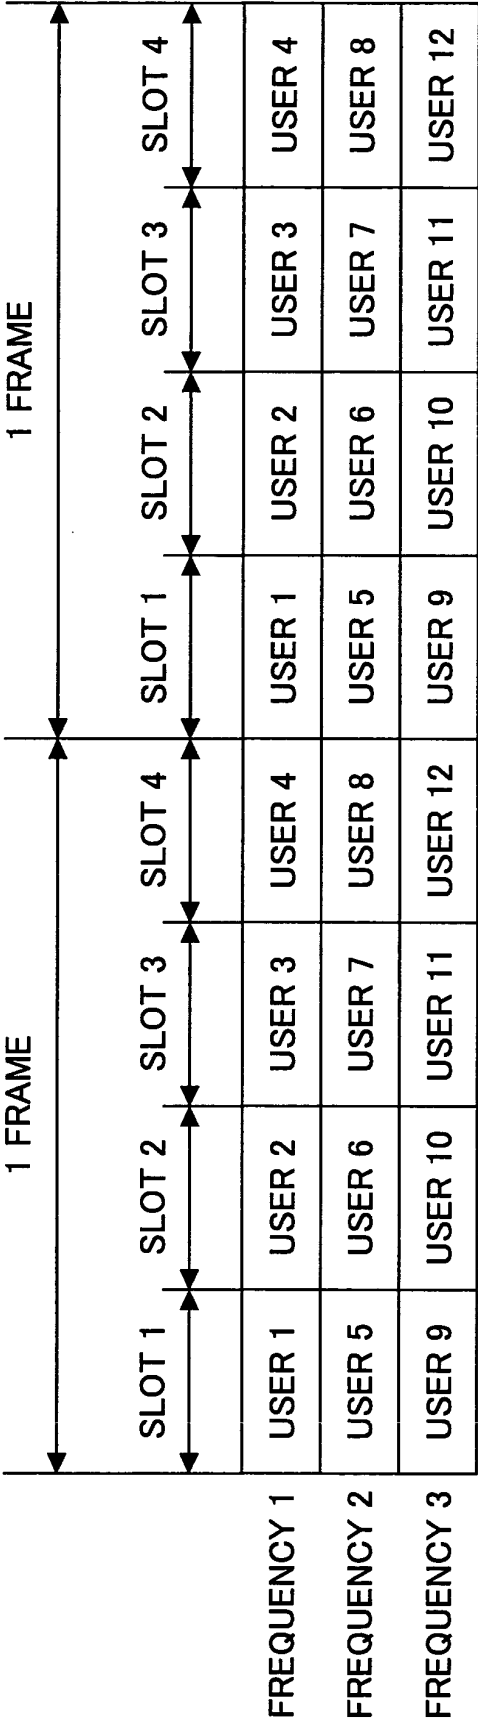 1 FRAME 1 FRAME
SLOT 1 SLOT 2 SLOT 3 SLOT 4 SLOT 1 SLOT 2 SLOT 3 SLOT 4
FREQUENCY 1 USER 1 USER 2 USER 3 USER 4 USER 1 USER 2 USER 3 USER 4
FREQUENCY 2 USER 5 USER 6 USER 7 USER 8 USER 5 USER 6 USER 7 USER 8
FREQUENCY 3 USER 9 USER 10 USER 11 USER 12 USER 9 USER 10 USER 11 USER 12